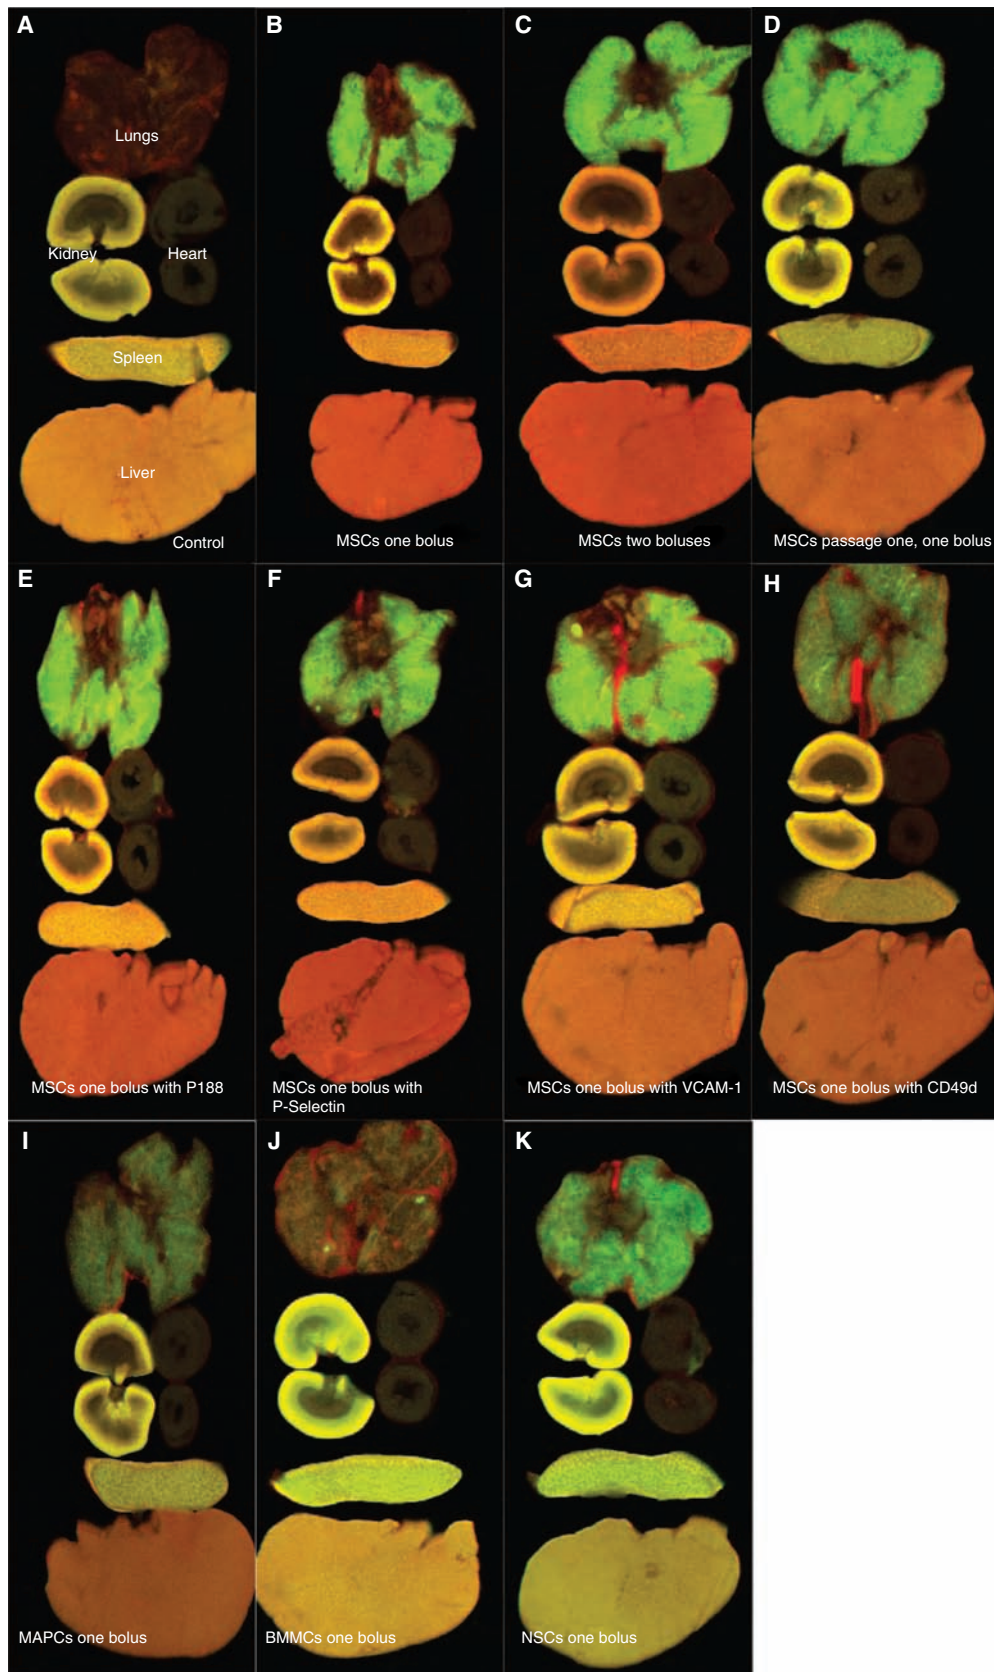 A
B
C
D
Lungs
Kidney
Heart
Spleen
Liver
Control
MSCs one bolus
MSCs two boluses
MSCs passage one, one bolus
E
F
G
H
MSCs one bolus with P188
MSCs one bolus with
P-Selectin
MSCs one bolus with VCAM-1
MSCs one bolus with CD49d
I
J
K
MAPCs one bolus
BMMCs one bolus
NSCs one bolus